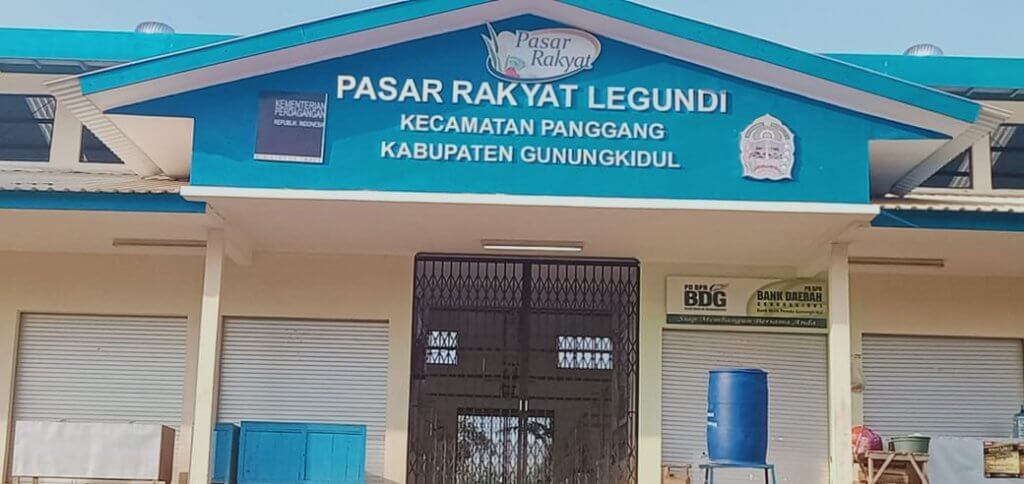 Pasar
Rakyat
PASAR RAKYAT LEGUNDI
KECAMATAN PANGGANG
KABUPATEN GUNUNGKIDUL
KEMENTERIAN
PERDAGANGAN
REPUBLIK INDONESIA
PD BPR
BDG
PD BPR
BANK DAERAH
GUNUNGKIDUL
Siap Membangun Bersama Anda